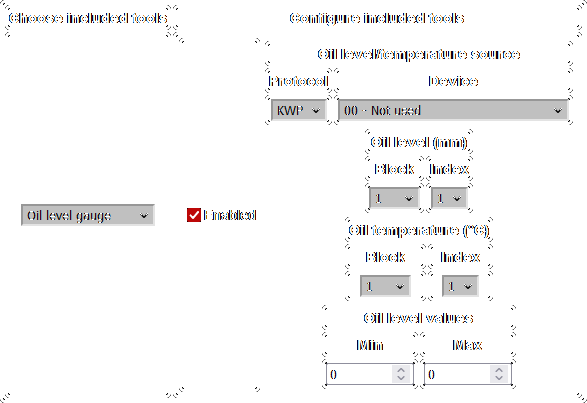 Choose included tools
Configure included tools
Oil level/temperature source
Protocol
Device
KWP
00 - Not used
Oil level (mm)
Block
Index
1
1
Oil level gauge
Enabled
Oil temperature (°C)
Block
Index
1
1
Oil level values
Min
Max
0
0